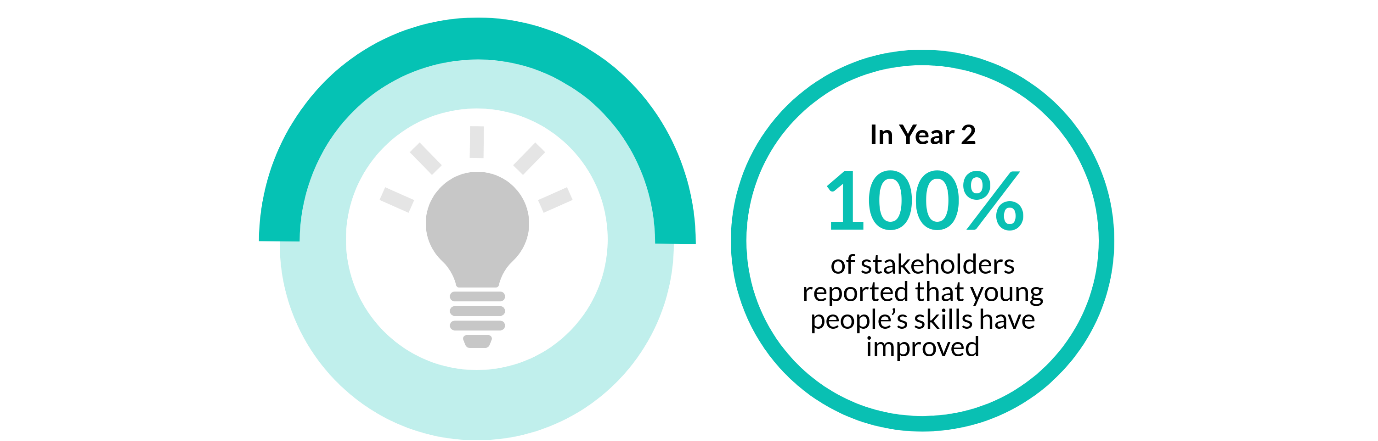 In Year 2
100%
of stakeholders
reported that young
people's skills have
improved